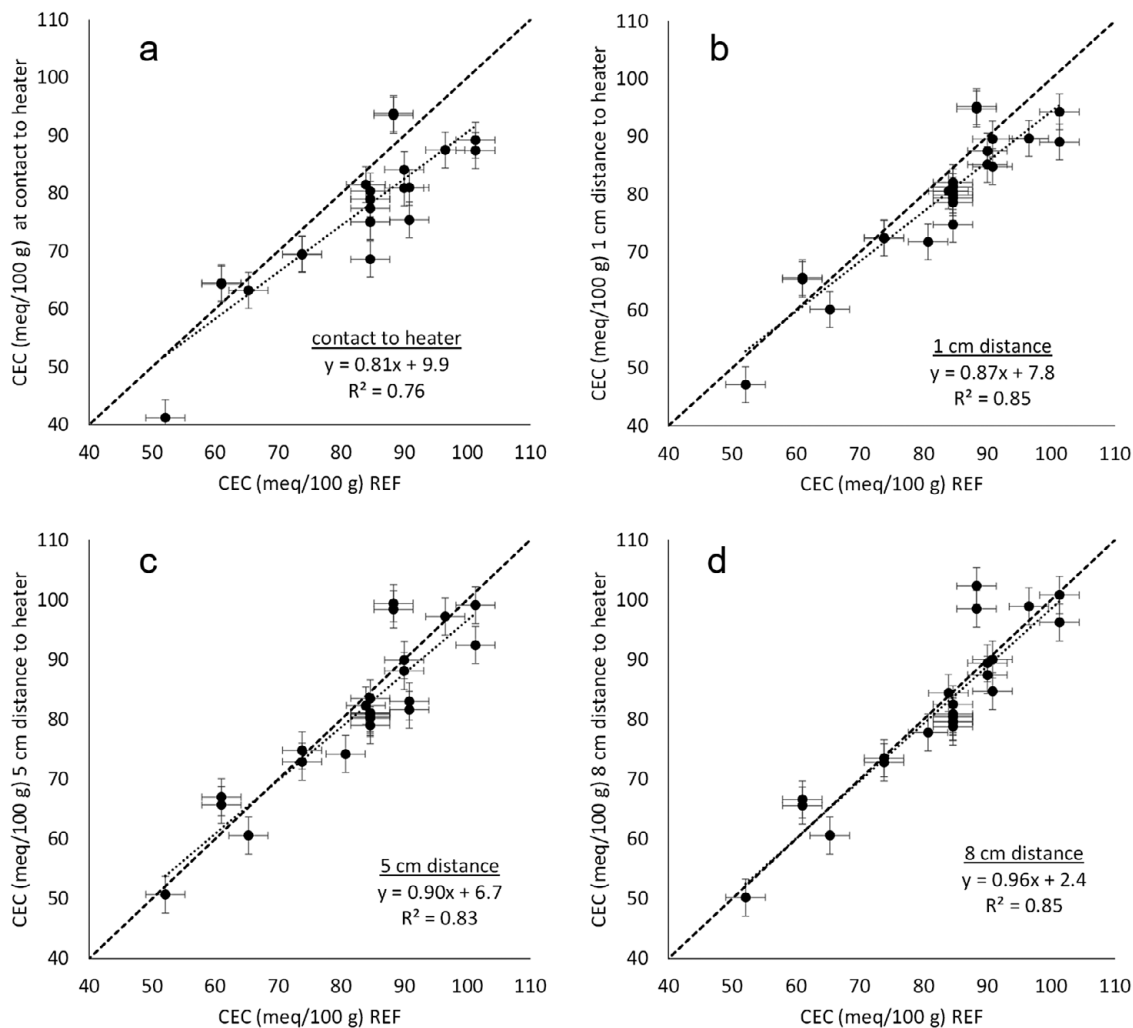 a
CEC (meq/100 g) at contact to heater
110
100
90
80
70
60
50
40
contact to heater
y = 0.81x + 9.9
R² = 0.76
40 50 60 70 80 90 100 110
CEC (meq/100 g) REF
b
CEC (meq/100 g) 1 cm distance to heater
110
100
90
80
70
60
50
40
1 cm distance
y = 0.87x + 7.8
R² = 0.85
40 50 60 70 80 90 100 110
CEC (meq/100 g) REF
c
CEC (meq/100 g) 5 cm distance to heater
110
100
90
80
70
60
50
40
5 cm distance
y = 0.90x + 6.7
R² = 0.83
40 50 60 70 80 90 100 110
CEC (meq/100 g) REF
d
CEC (meq/100 g) 8 cm distance to heater
110
100
90
80
70
60
50
40
8 cm distance
y = 0.96x + 2.4
R² = 0.85
40 50 60 70 80 90 100 110
CEC (meq/100 g) REF